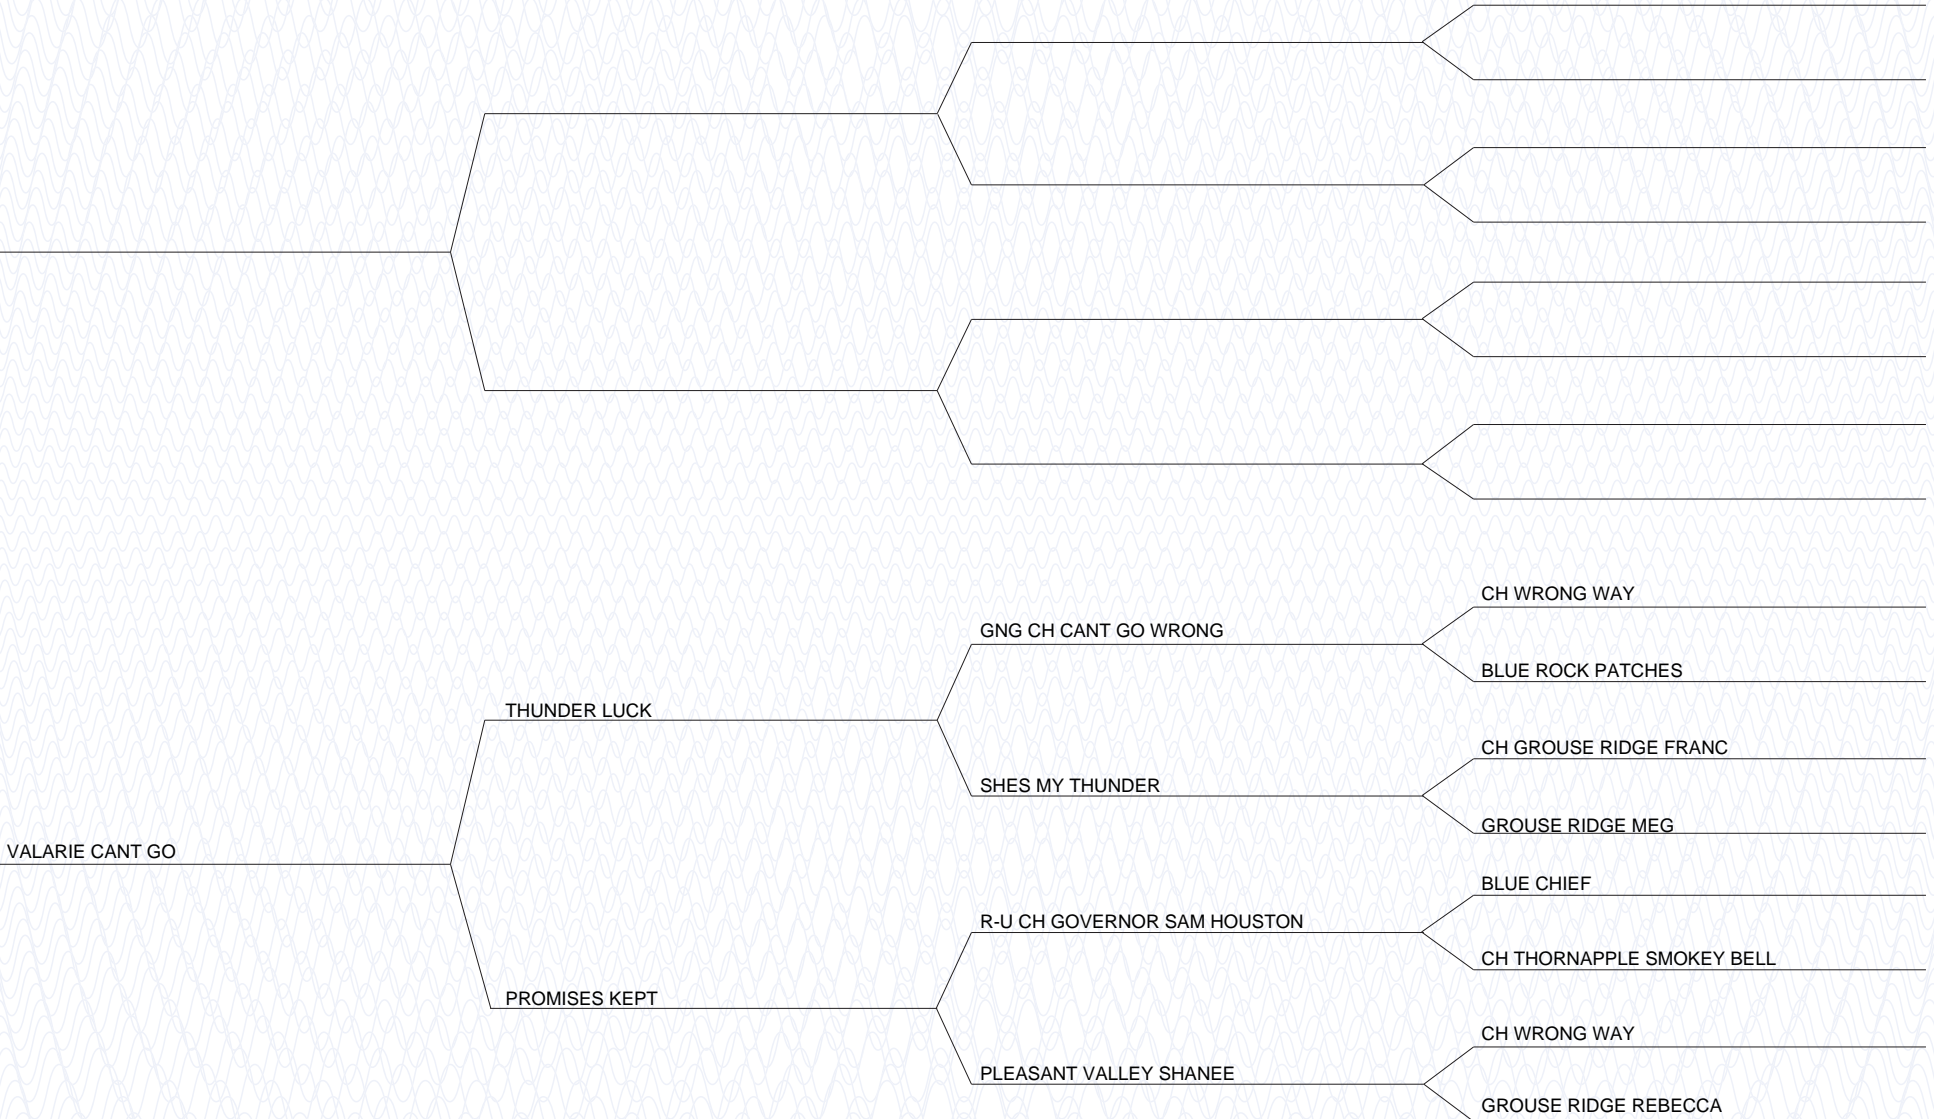 CH WRONG WAY
GNG CH CANT GO WRONG
BLUE ROCK PATCHES
THUNDER LUCK
CH GROUSE RIDGE FRANC
SHES MY THUNDER
GROUSE RIDGE MEG
VALARIE CANT GO
BLUE CHIEF
R-U CH GOVERNOR SAM HOUSTON
CH THORNAPPLE SMOKEY BELL
PROMISES KEPT
CH WRONG WAY
PLEASANT VALLEY SHANEE
GROUSE RIDGE REBECCA